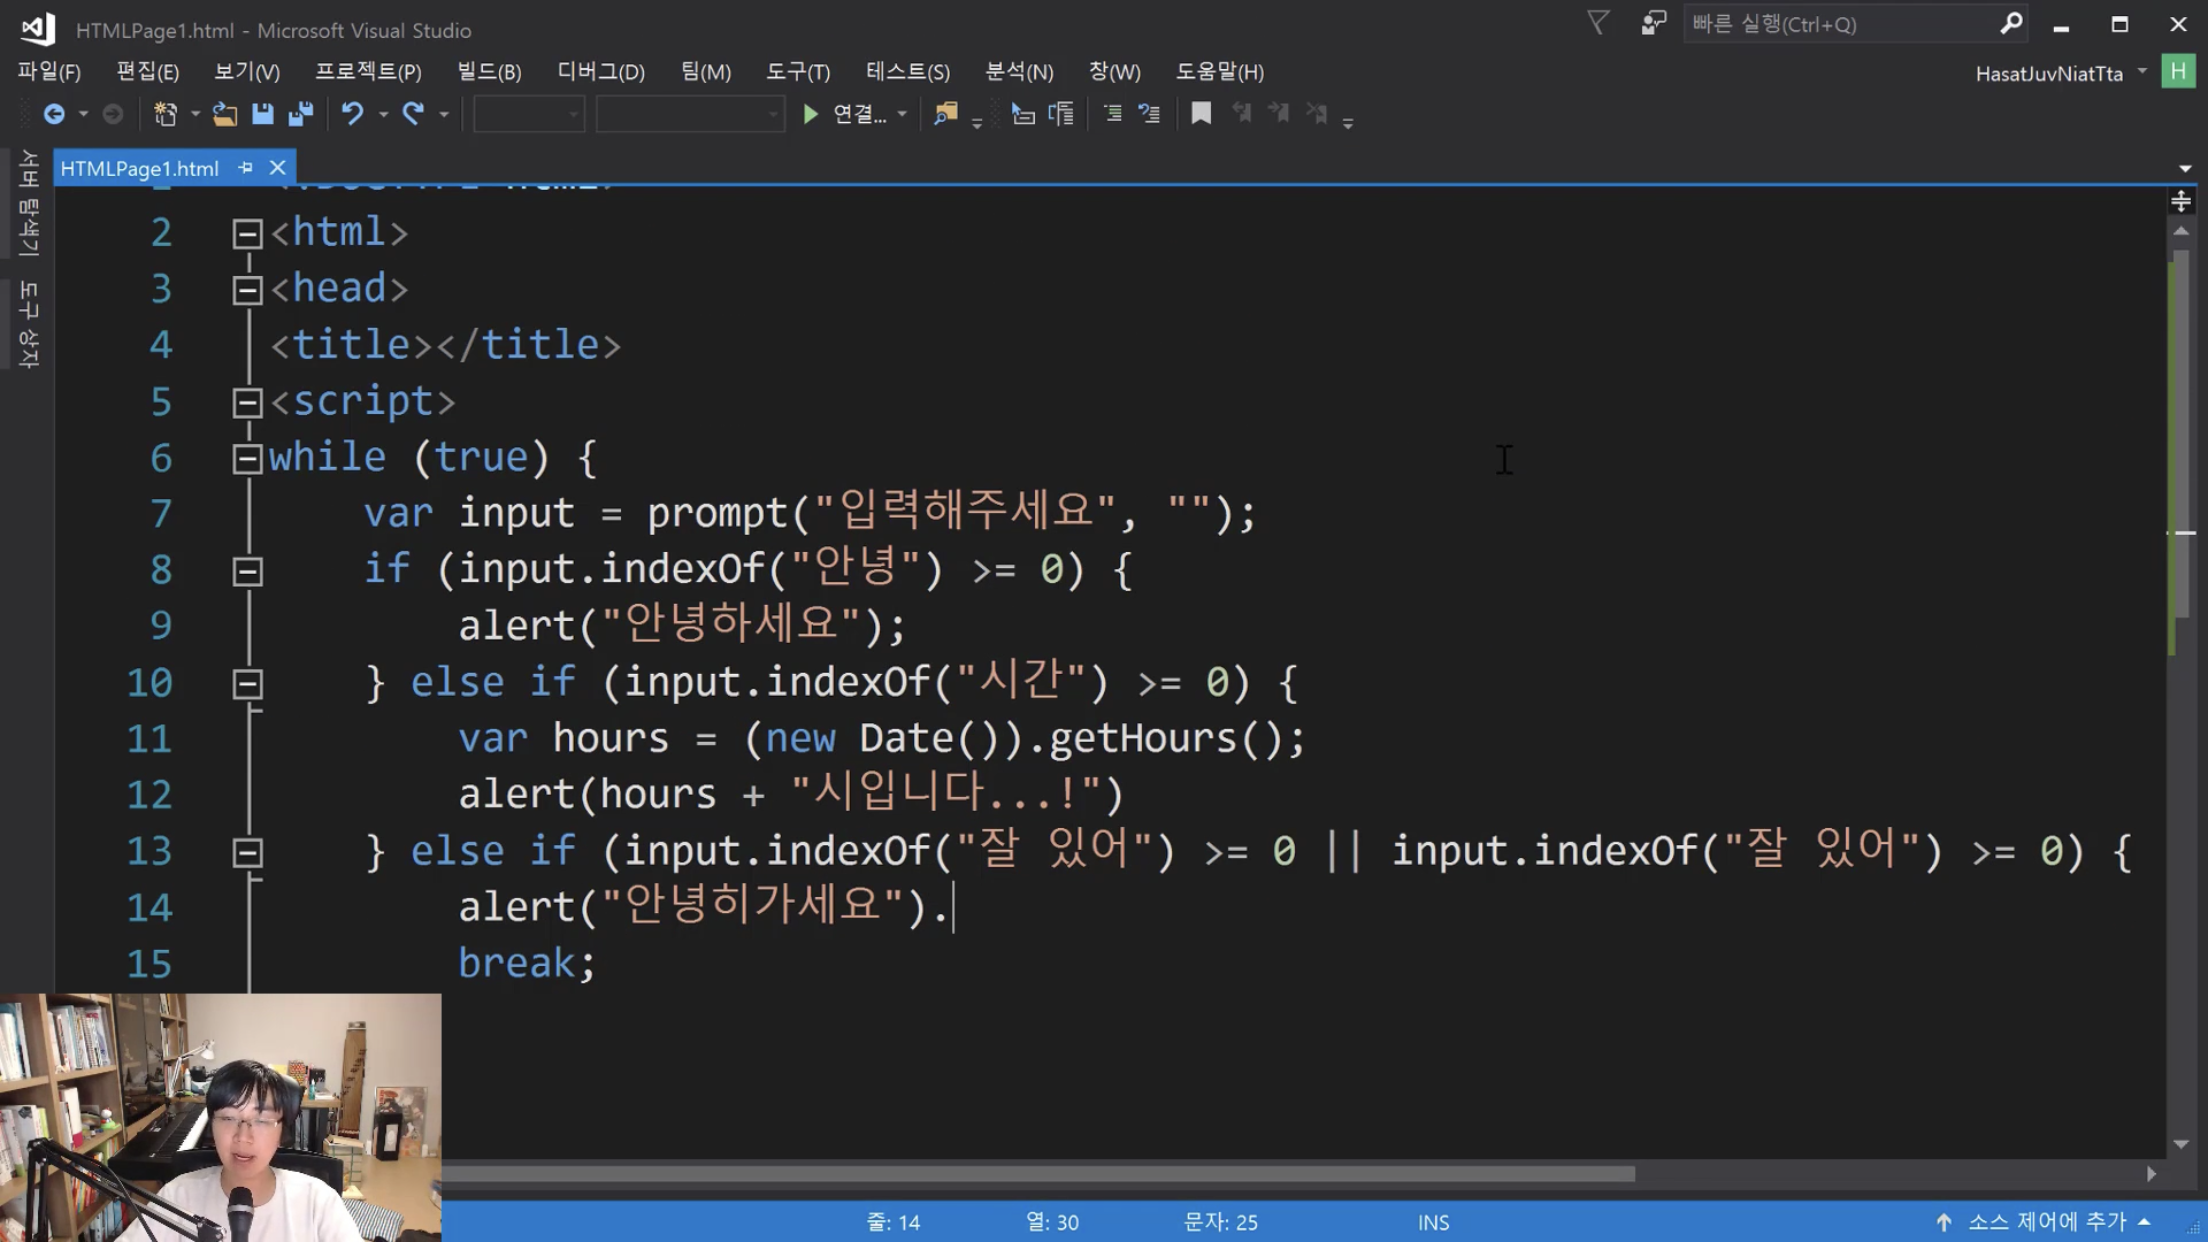 HTMLPage1.html - Microsoft Visual Studio
빠른 실행(Ctrl+Q)
파일(F) 편집(E) 보기(V) 프로젝트(P) 빌드(B) 디버그(D) 팀(M) 도구(T) 테스트(S) 분석(N) 창(W) 도움말(H)
HasatJuvNiatTta H
연결...
서버 탐색기
도구 상자
HTMLPage1.html
2 <html>
3 <head>
4 <title></title>
5 <script>
6 while (true) {
7 var input = prompt("입력해주세요", "");
8 if (input.indexOf("안녕") >= 0) {
9 alert("안녕하세요");
10 } else if (input.indexOf("시간") >= 0) {
11 var hours = (new Date()).getHours();
12 alert(hours + "시입니다...!")
13 } else if (input.indexOf("잘 있어") >= 0 || input.indexOf("잘 있어") >= 0) {
14 alert("안녕히가세요").
15 break;
줄: 14 열: 30 문자: 25 INS 소스 제어에 추가